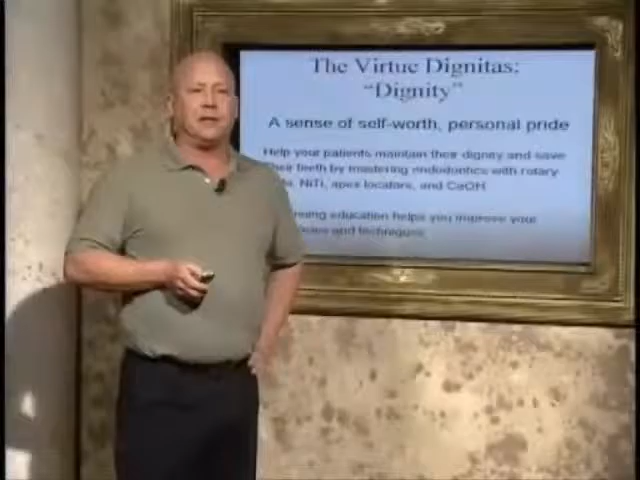 The Virtue Dignitas:
“Dignity”
A sense of self-worth, personal pride
Help your patients maintain their dignity and save
their teeth by mastering endodontics with rotary
NiTi, apex locators, and CaOH
education helps you improve your
and techniques